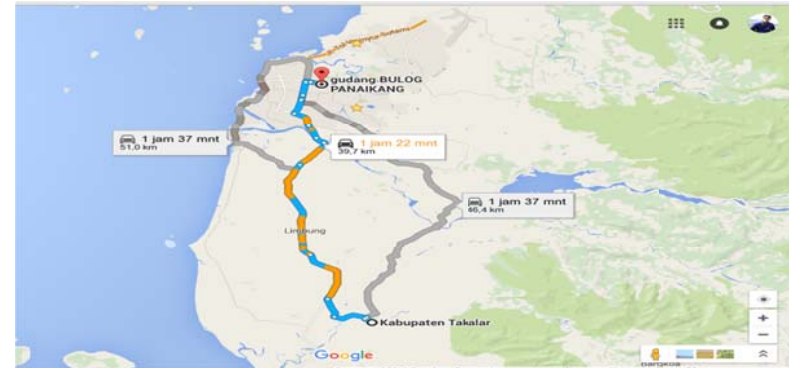 gudang BULOG
PANAIKANG
1 jam 37 mnt
51,0 km
1 jam 22 mnt
39,7 km
1 jam 37 mnt
46,4 km
Limbung
Kabupaten Takalar
Google